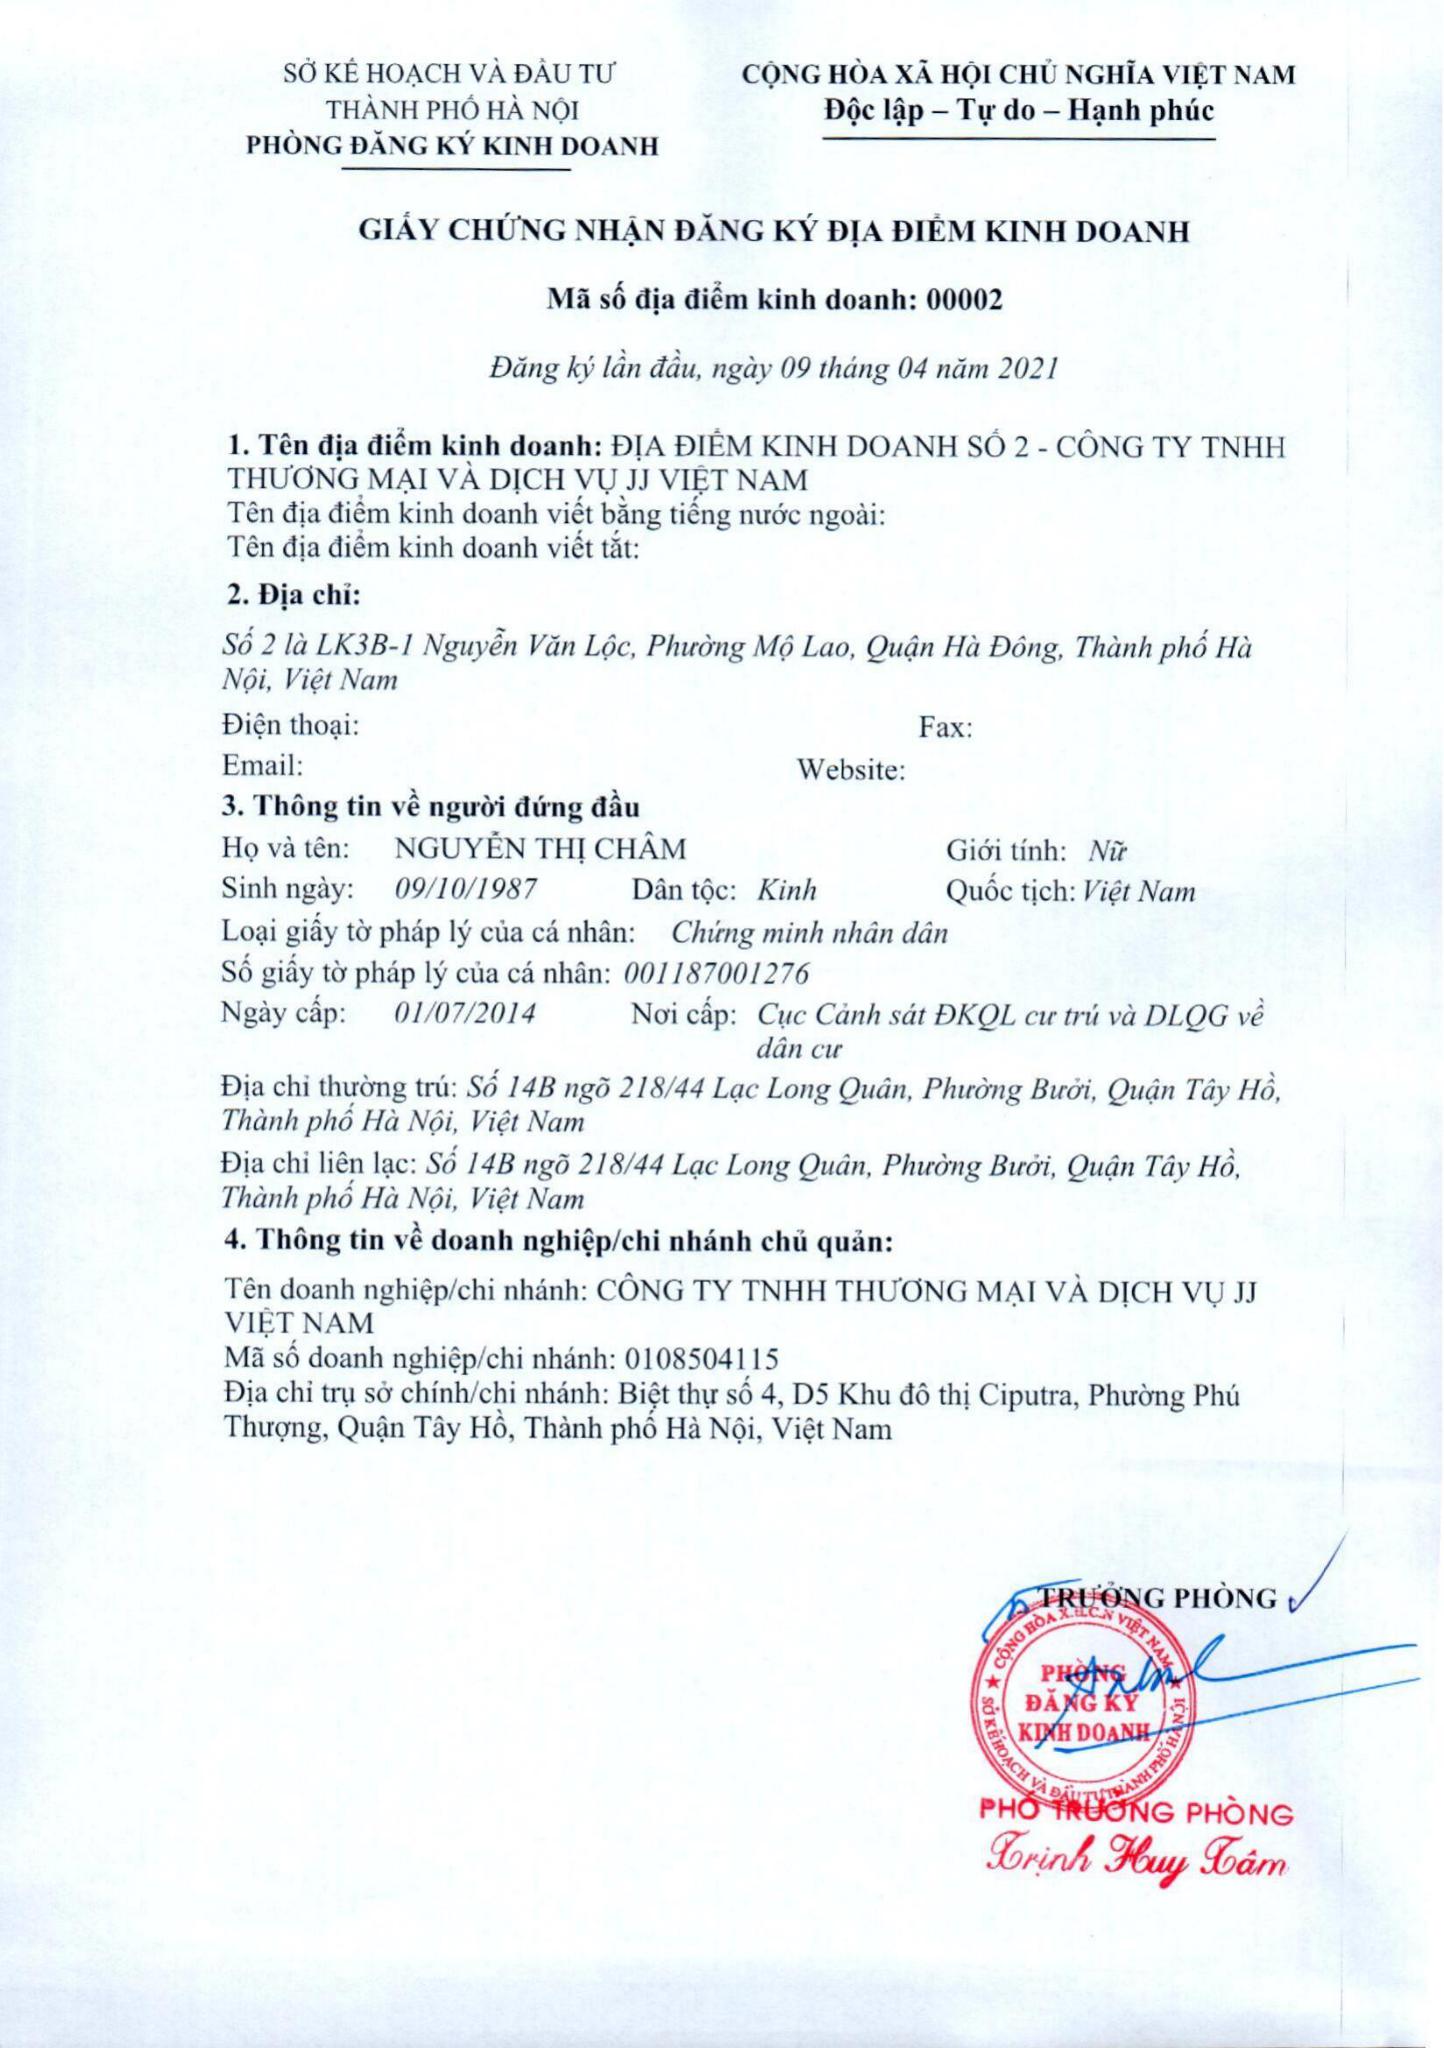 SỞ KẾ HOẠCH VÀ ĐẦU TƯ
THÀNH PHỐ HÀ NỘI
PHÒNG ĐĂNG KÝ KINH DOANH
CỘNG HÒA XÃ HỘI CHỦ NGHĨA VIỆT NAM
Độc lập – Tự do – Hạnh phúc
GIẤY CHỨNG NHẬN ĐĂNG KÝ ĐỊA ĐIỂM KINH DOANH
Mã số địa điểm kinh doanh: 00002
Đăng ký lần đầu, ngày 09 tháng 04 năm 2021
1. Tên địa điểm kinh doanh: ĐỊA ĐIỂM KINH DOANH SỐ 2 - CÔNG TY TNHH
THƯƠNG MẠI VÀ DỊCH VỤ JJ VIỆT NAM
Tên địa điểm kinh doanh viết bằng tiếng nước ngoài:
Tên địa điểm kinh doanh viết tắt:
2. Địa chỉ:
Số 2 là LK3B-1 Nguyễn Văn Lộc, Phường Mộ Lao, Quận Hà Đông, Thành phố Hà
Nội, Việt Nam
Điện thoại: Fax:
Email: Website:
3. Thông tin về người đứng đầu
Họ và tên: NGUYỄN THỊ CHÂM Giới tính: Nữ
Sinh ngày: 09/10/1987 Dân tộc: Kinh Quốc tịch: Việt Nam
Loại giấy tờ pháp lý của cá nhân: Chứng minh nhân dân
Số giấy tờ pháp lý của cá nhân: 001187001276
Ngày cấp: 01/07/2014 Nơi cấp: Cục Cảnh sát ĐKQL cư trú và DLQG về
dân cư
Địa chỉ thường trú: Số 14B ngõ 218/44 Lạc Long Quân, Phường Bưởi, Quận Tây Hồ,
Thành phố Hà Nội, Việt Nam
Địa chỉ liên lạc: Số 14B ngõ 218/44 Lạc Long Quân, Phường Bưởi, Quận Tây Hồ,
Thành phố Hà Nội, Việt Nam
4. Thông tin về doanh nghiệp/chi nhánh chủ quản:
Tên doanh nghiệp/chi nhánh: CÔNG TY TNHH THƯƠNG MẠI VÀ DỊCH VỤ JJ
VIỆT NAM
Mã số doanh nghiệp/chi nhánh: 0108504115
Địa chỉ trụ sở chính/chi nhánh: Biệt thự số 4, D5 Khu đô thị Ciputra, Phường Phú
Thượng, Quận Tây Hồ, Thành phố Hà Nội, Việt Nam
TRƯỞNG PHÒNG
CỘNG HÒA X.H.C.N VIỆT NAM
PHÒNG
ĐĂNG KÝ
KINH DOANH
SỞ KẾ HOẠCH VÀ ĐẦU TƯ THÀNH PHỐ HÀ NỘI
PHÓ TRƯỞNG PHÒNG
Trịnh Huy Tâm